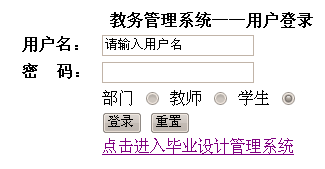 教务管理系统——用户登录
用户名： 请输入用户名
密　码：
部门 教师 学生
登录 重置
点击进入毕业设计管理系统